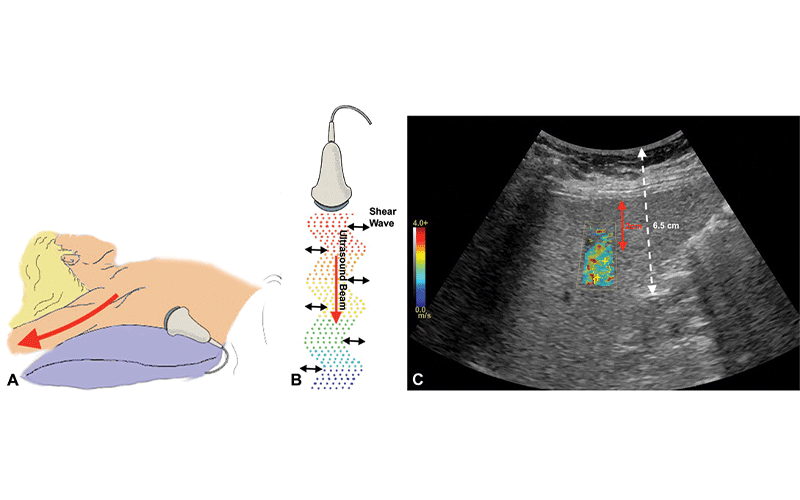 A
B
Shear
Wave
Ultrasound Beam
C
4.0+
0.0
m/s
6.5 cm